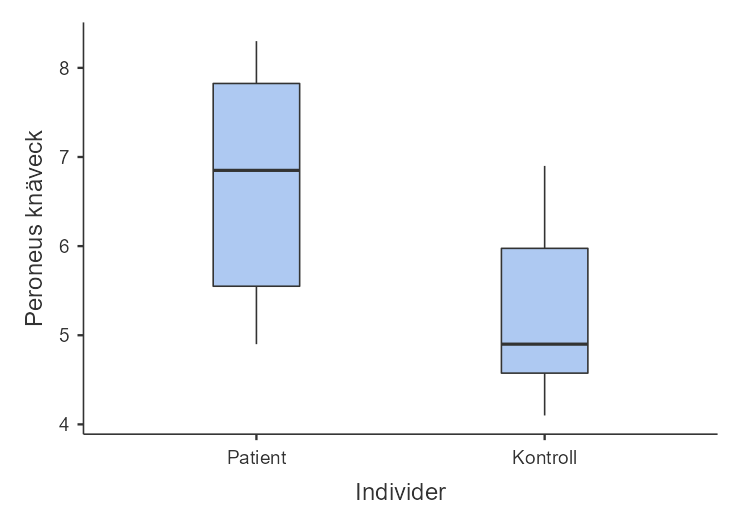 Peroneus knäveck
8
7
6
5
4
Patient Kontroll
Individer